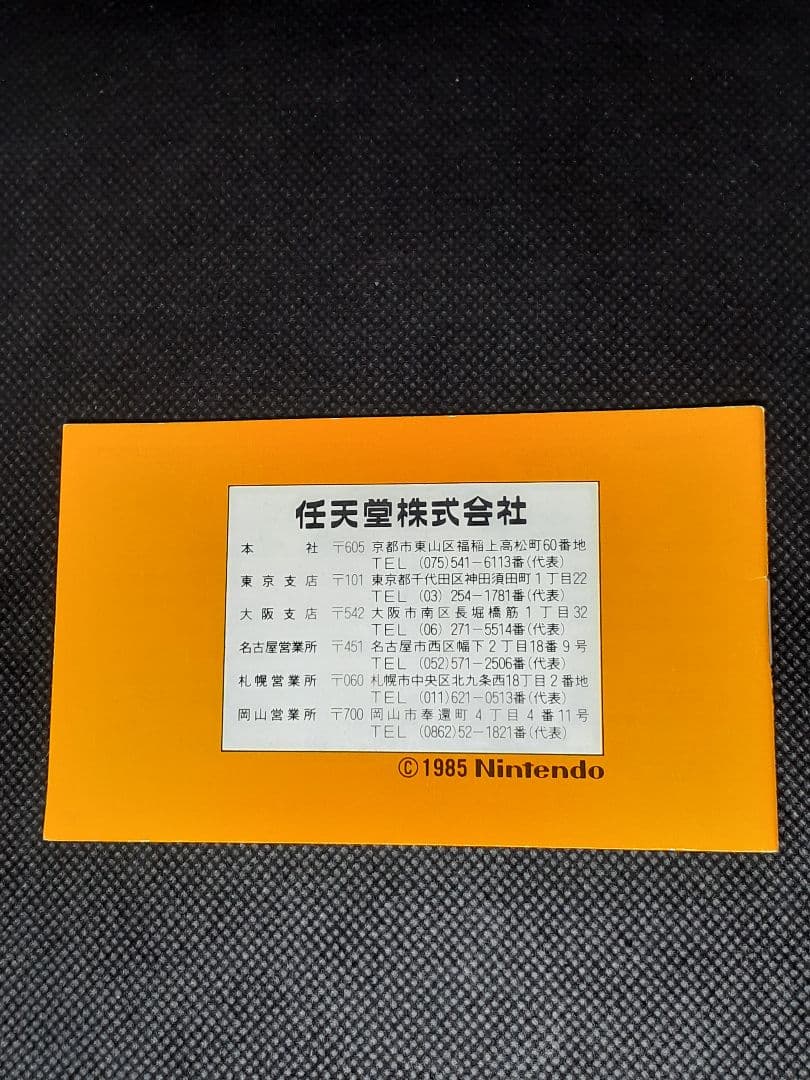 任天堂株式会社
本社 〒605 京都市東山区福稲上高松町60番地
TEL (075)541-6113番(代表)
東京支店 〒101 東京都千代田区神田須田町1丁目22
TEL (03) 254-1781番(代表)
大阪支店 〒542 大阪市南区長堀橋筋1丁目32
TEL (06) 271-5514番(代表)
名古屋営業所 〒451 名古屋市西区幅下2丁目18番9号
TEL (052)571-2506番(代表)
札幌営業所 〒060 札幌市中央区北九条西18丁目2番地
TEL (011)621-0513番(代表)
岡山営業所 〒700 岡山市奉還町4丁目4番11号
TEL (0862)52-1821番(代表)
©1985 Nintendo